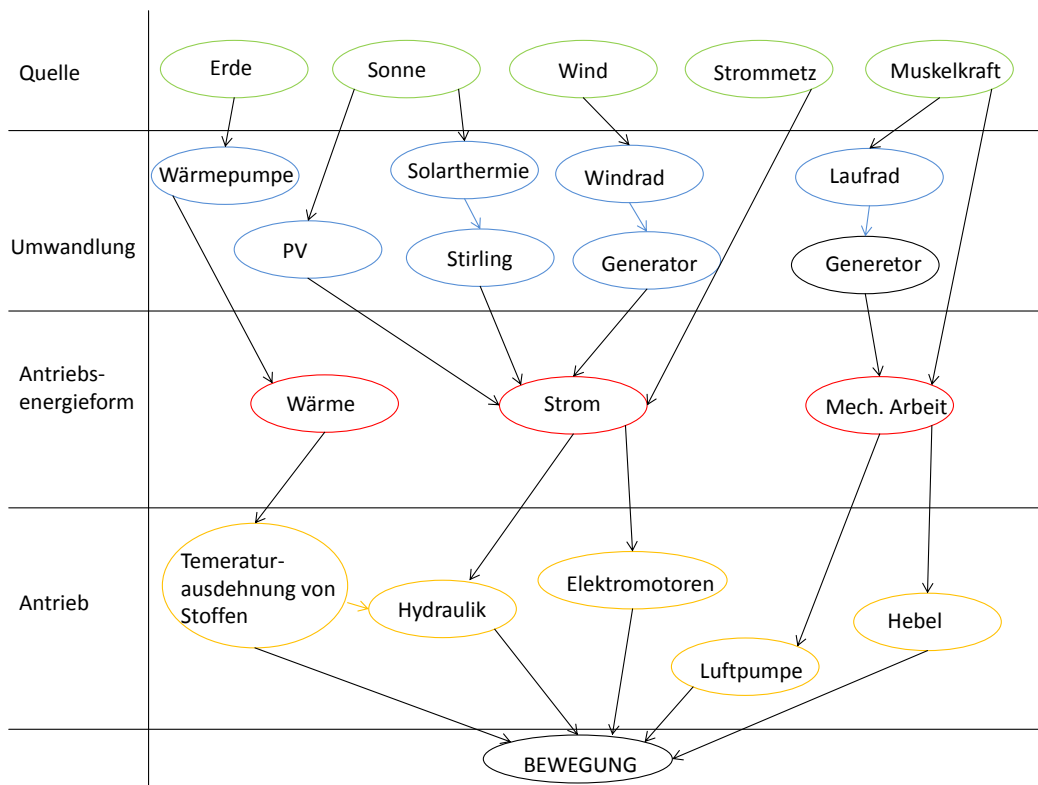 Quelle
Erde
Sonne
Wind
Strommetz
Muskelkraft
Umwandlung
Wärmepumpe
Solarthermie
Windrad
Laufrad
PV
Stirling
Generator
Generetor
Antriebs-
energieform
Wärme
Strom
Mech. Arbeit
Antrieb
Temeratur-
ausdehnung von
Stoffen
Hydraulik
Elektromotoren
Luftpumpe
Hebel
BEWEGUNG